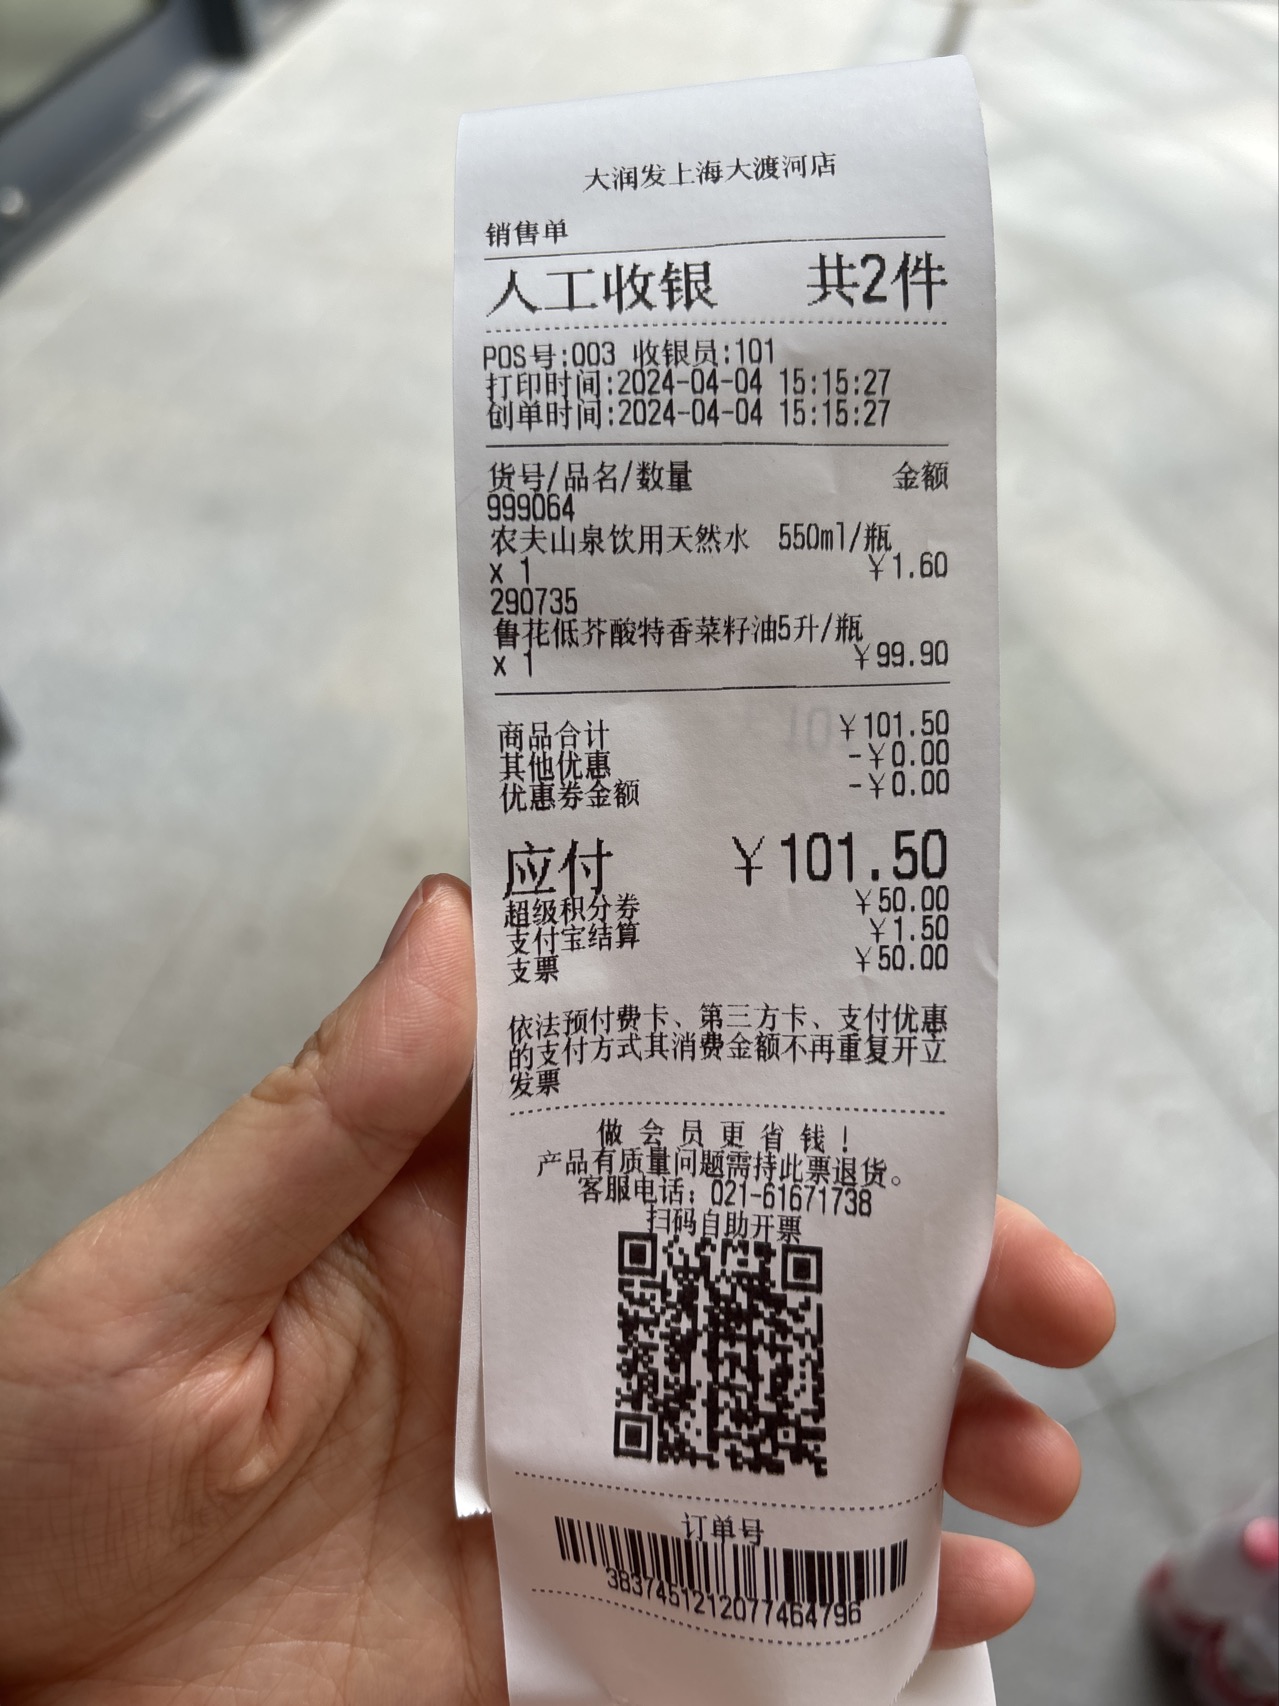 大润发上海大渡河店
销售单
人工收银 共2件
POS号:003 收银员:101
打印时间:2024-04-04 15:15:27
创单时间:2024-04-04 15:15:27
货号/品名/数量 金额
999064
农夫山泉饮用天然水 550ml/瓶
x 1 ¥1.60
290735
鲁花低芥酸特香菜籽油5升/瓶
x 1 ¥99.90
商品合计 ¥101.50
其他优惠 -¥0.00
优惠券金额 -¥0.00
应付 ¥101.50
超级积分券 ¥50.00
支付宝结算 ¥1.50
支票 ¥50.00
依法预付费卡、第三方卡、支付优惠
的支付方式其消费金额不再重复开立
发票
做会员更省钱！
产品有质量问题需持此票退货。
客服电话：021-61671738
扫码自助开票
订单号
3837451212077464796